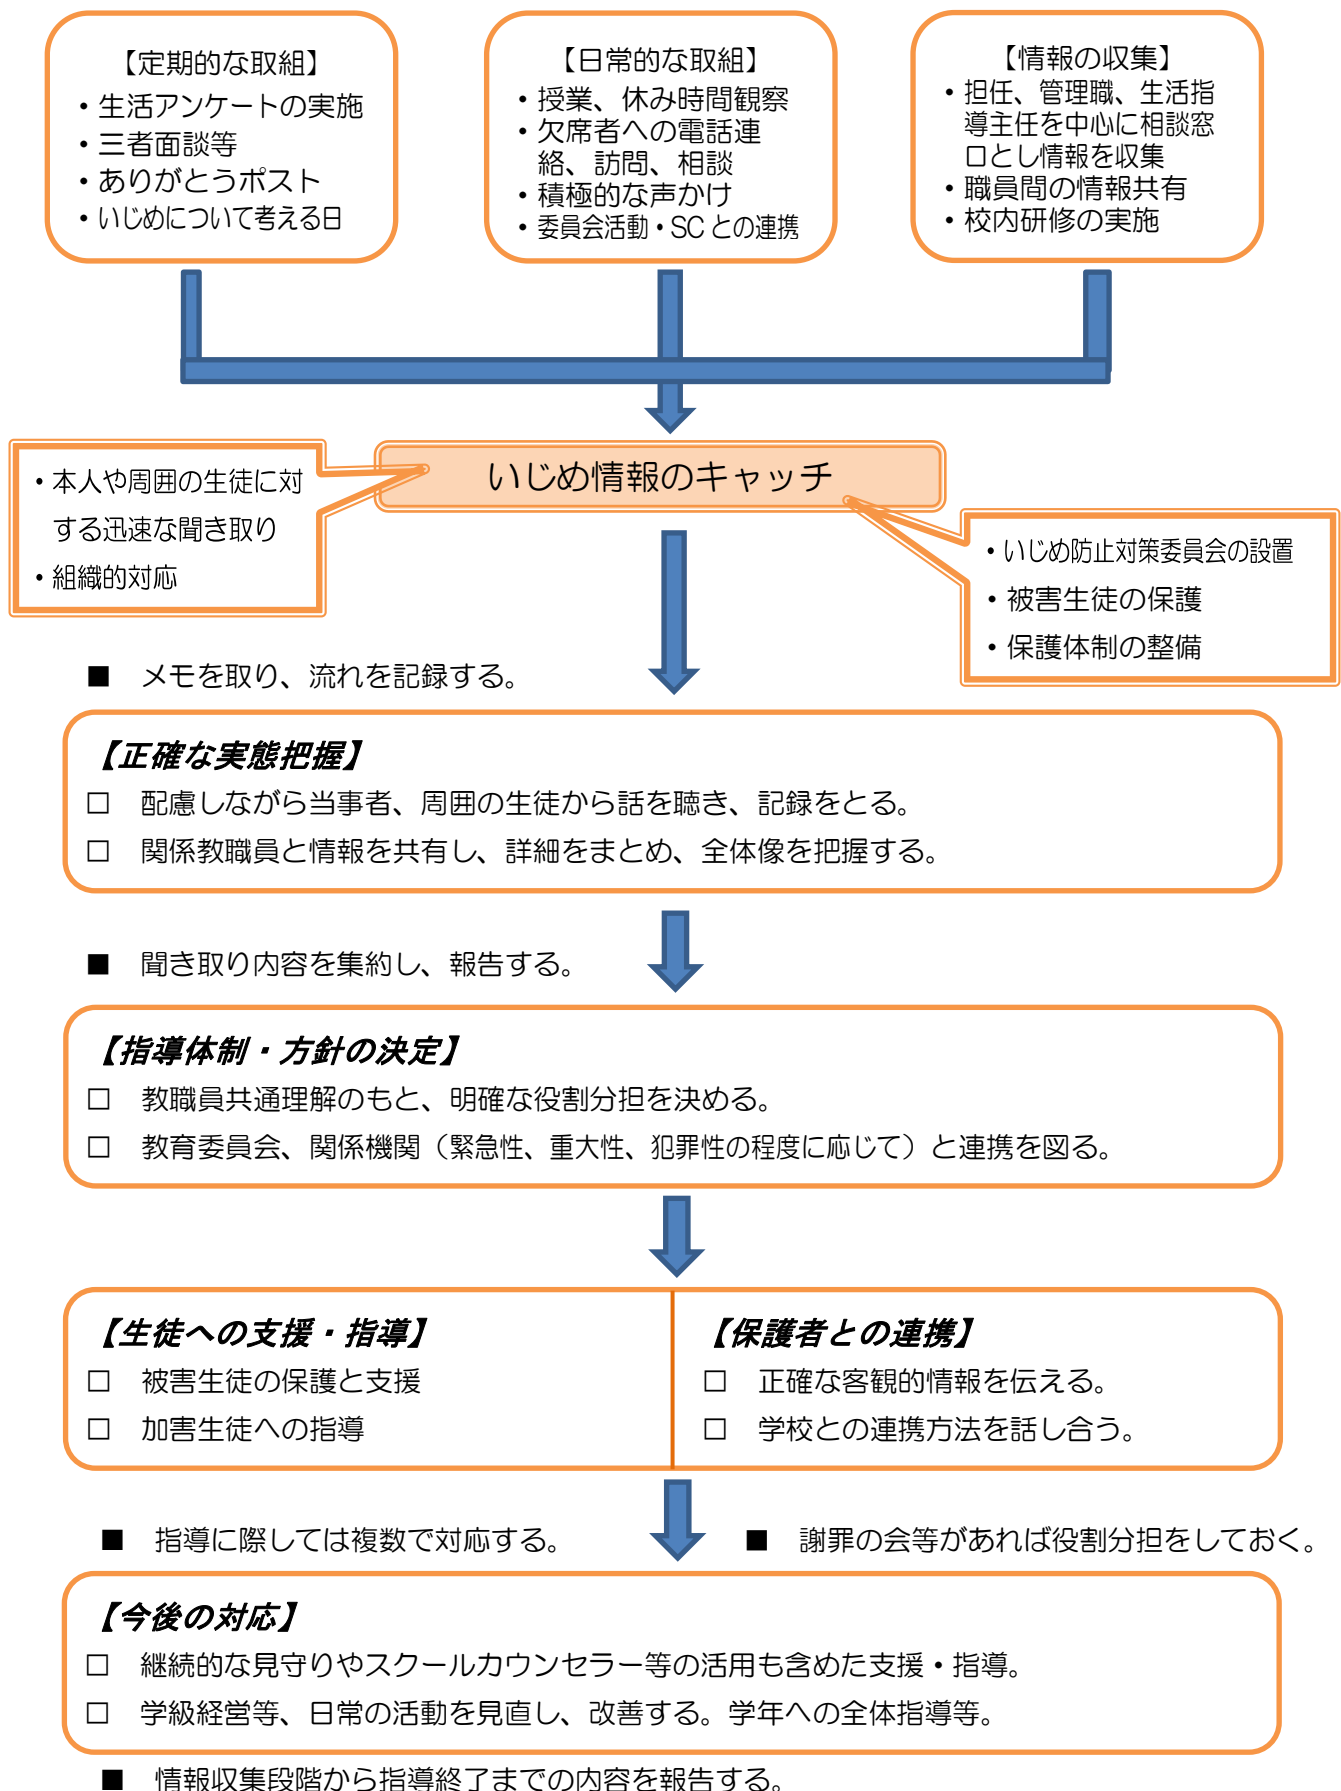 【定期的な取組】
・生活アンケートの実施
・三者面談等
・ありがとうポスト
・いじめについて考える日
【日常的な取組】
・授業、休み時間観察
・欠席者への電話連
絡、訪問、相談
・積極的な声かけ
・委員会活動・SCとの連携
【情報の収集】
・担任、管理職、生活指
導主任を中心に相談窓
口とし情報を収集
・職員間の情報共有
・校内研修の実施
いじめ情報のキャッチ
・本人や周囲の生徒に対
する迅速な聞き取り
・組織的対応
・いじめ防止対策委員会の設置
・被害生徒の保護
・保護体制の整備
■ メモを取り、流れを記録する。
【正確な実態把握】
□ 配慮しながら当事者、周囲の生徒から話を聴き、記録をとる。
□ 関係教職員と情報を共有し、詳細をまとめ、全体像を把握する。
■ 聞き取り内容を集約し、報告する。
【指導体制・方針の決定】
□ 教職員共通理解のもと、明確な役割分担を決める。
□ 教育委員会、関係機関（緊急性、重大性、犯罪性の程度に応じて）と連携を図る。
【生徒への支援・指導】
□ 被害生徒の保護と支援
□ 加害生徒への指導
【保護者との連携】
□ 正確な客観的情報を伝える。
□ 学校との連携方法を話し合う。
■ 指導に際しては複数で対応する。
■ 謝罪の会等があれば役割分担をしておく。
【今後の対応】
□ 継続的な見守りやスクールカウンセラー等の活用も含めた支援・指導。
□ 学級経営等、日常の活動を見直し、改善する。学年への全体指導等。
■ 情報収集段階から指導終了までの内容を報告する。